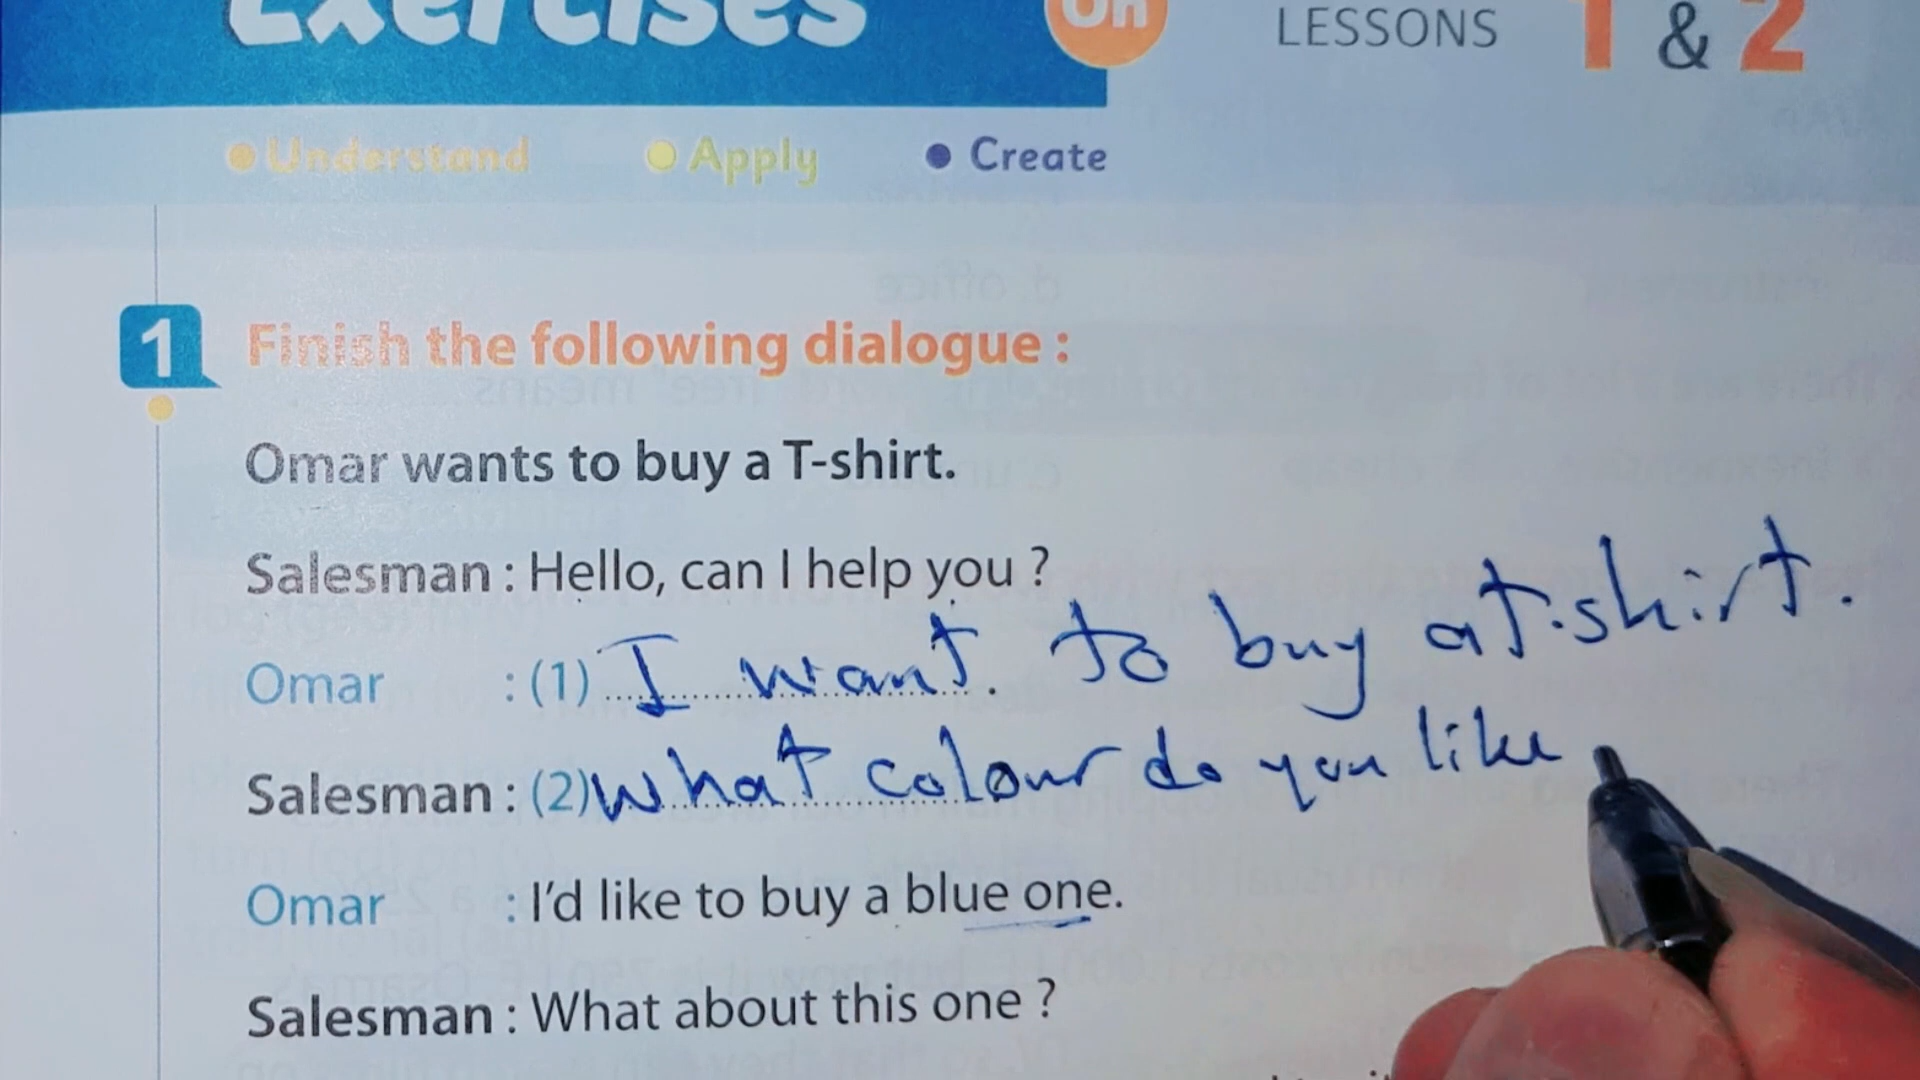 Exercises On LESSONS 1 & 2
Understand Apply Create
1 Finish the following dialogue :
Omar wants to buy a T-shirt.
Salesman : Hello, can I help you ?
Omar : (1) I want to buy a T-shirt.
Salesman : (2) What colour do you like
Omar : I'd like to buy a blue one.
Salesman : What about this one ?